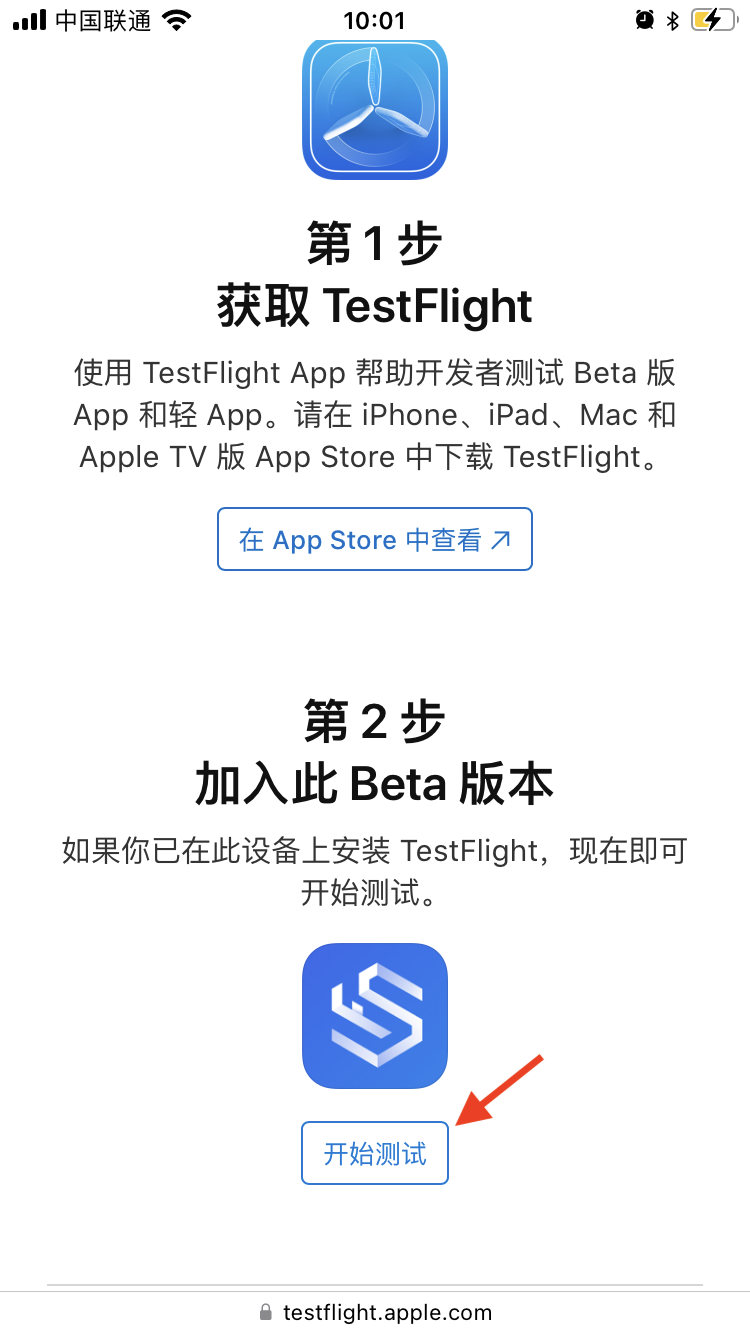 中国联通
10:01
第 1 步
获取 TestFlight
使用 TestFlight App 帮助开发者测试 Beta 版
App 和轻 App。请在 iPhone、iPad、Mac 和
Apple TV 版 App Store 中下载 TestFlight。
在 App Store 中查看 ↗
第 2 步
加入此 Beta 版本
如果你已在此设备上安装 TestFlight，现在即可
开始测试。
开始测试
testflight.apple.com